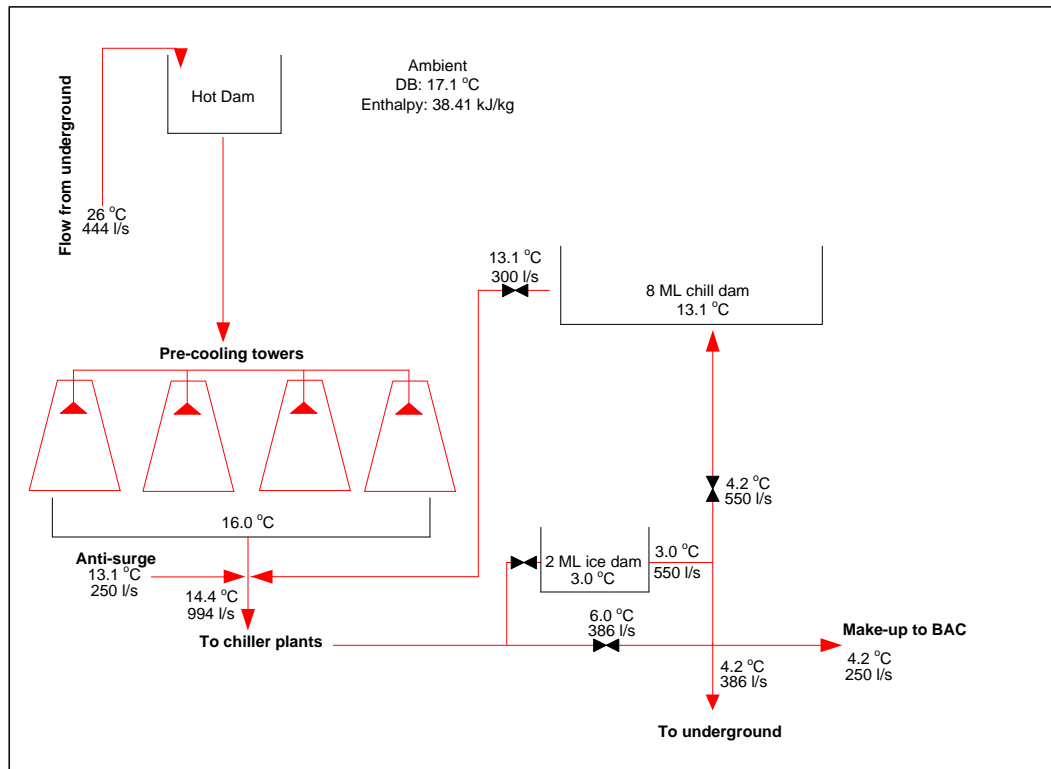 Ambient
DB: 17.1 °C
Enthalpy: 38.41 kJ/kg
Hot Dam
Flow from underground
26 °C
444 l/s
13.1 °C
300 l/s
8 ML chill dam
13.1 °C
Pre-cooling towers
4.2 °C
550 l/s
16.0 °C
Anti-surge
13.1 °C
250 l/s
14.4 °C
994 l/s
2 ML ice dam
3.0 °C
3.0 °C
550 l/s
6.0 °C
386 l/s
To chiller plants
Make-up to BAC
4.2 °C
250 l/s
4.2 °C
386 l/s
To underground